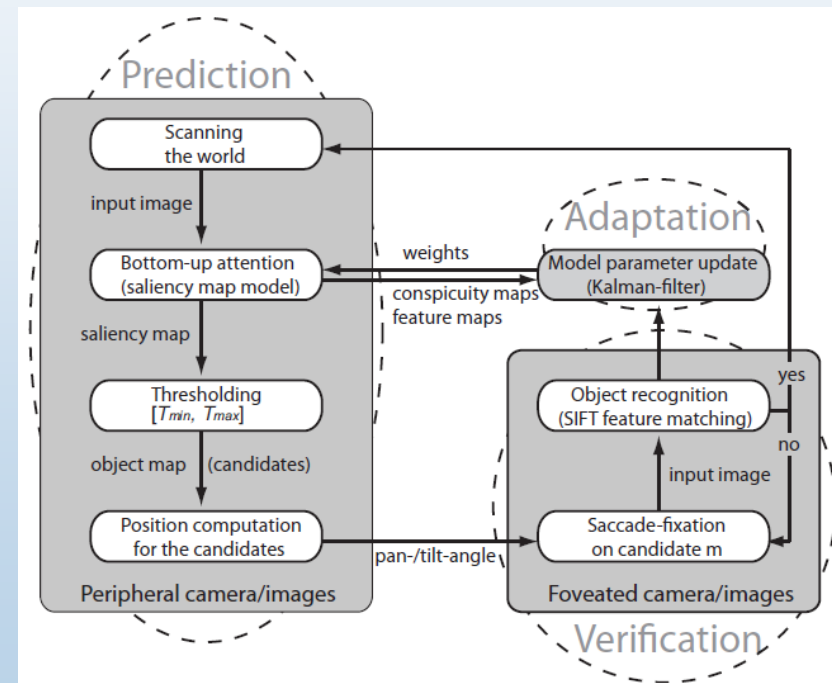 Prediction
Scanning
the world
input image
Bottom-up attention
(saliency map model)
saliency map
Thresholding
[Tmin, Tmax]
object map (candidates)
Position computation
for the candidates
Peripheral camera/images
weights
conspicuity maps
feature maps
pan-/tilt-angle
Adaptation
Model parameter update
(Kalman-filter)
yes
Object recognition
(SIFT feature matching)
no
input image
Saccade-fixation
on candidate m
Foveated camera/images
Verification